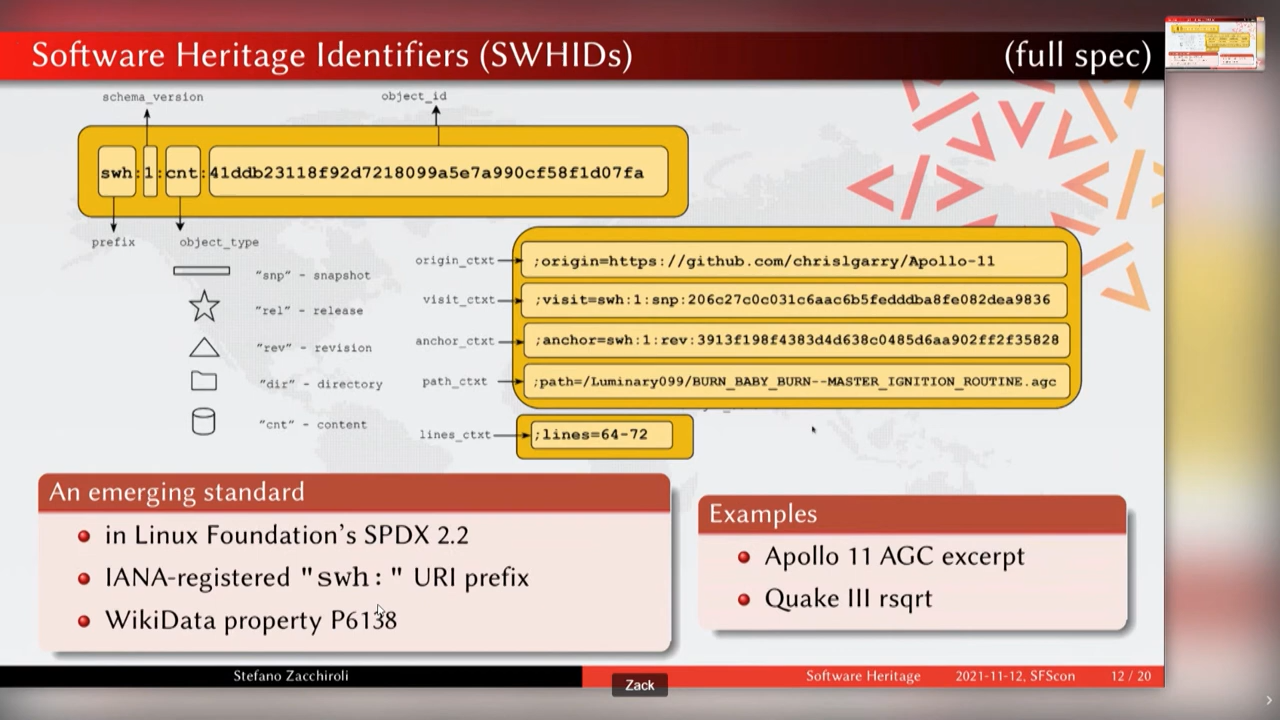 Software Heritage Identifiers (SWHIDs)
(full spec)
schema_version
object_id
swh:1:cnt:41ddb23118f92d7218099a5e7a990cf58f1d07fa
prefix
object_type
"snp" - snapshot
"rel" - release
"rev" - revision
"dir" - directory
"cnt" - content
origin_ctxt
;origin=https://github.com/chrislgarry/Apollo-11
visit_ctxt
;visit=swh:1:snp:206c27c0c031c6aac6b5fedddba8fe082dea9836
anchor_ctxt
;anchor=swh:1:rev:3913f198f4383d4d638c0485d6aa902ff2f35828
path_ctxt
;path=/Luminary099/BURN_BABY_BURN--MASTER_IGNITION_ROUTINE.agc
lines_ctxt
;lines=64-72
An emerging standard
in Linux Foundation's SPDX 2.2
IANA-registered "swh:" URI prefix
WikiData property P6138
Examples
Apollo 11 AGC excerpt
Quake III rsqrt
Stefano Zacchiroli
Software Heritage
2021-11-12, SFScon
12 / 20
Zack